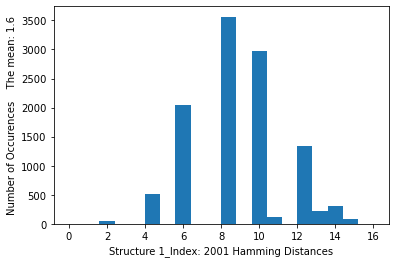 3500
3000
2500
2000
1500
1000
500
0
Number of Occurences    The mean: 1.6
0 2 4 6 8 10 12 14 16
Structure 1_Index: 2001 Hamming Distances